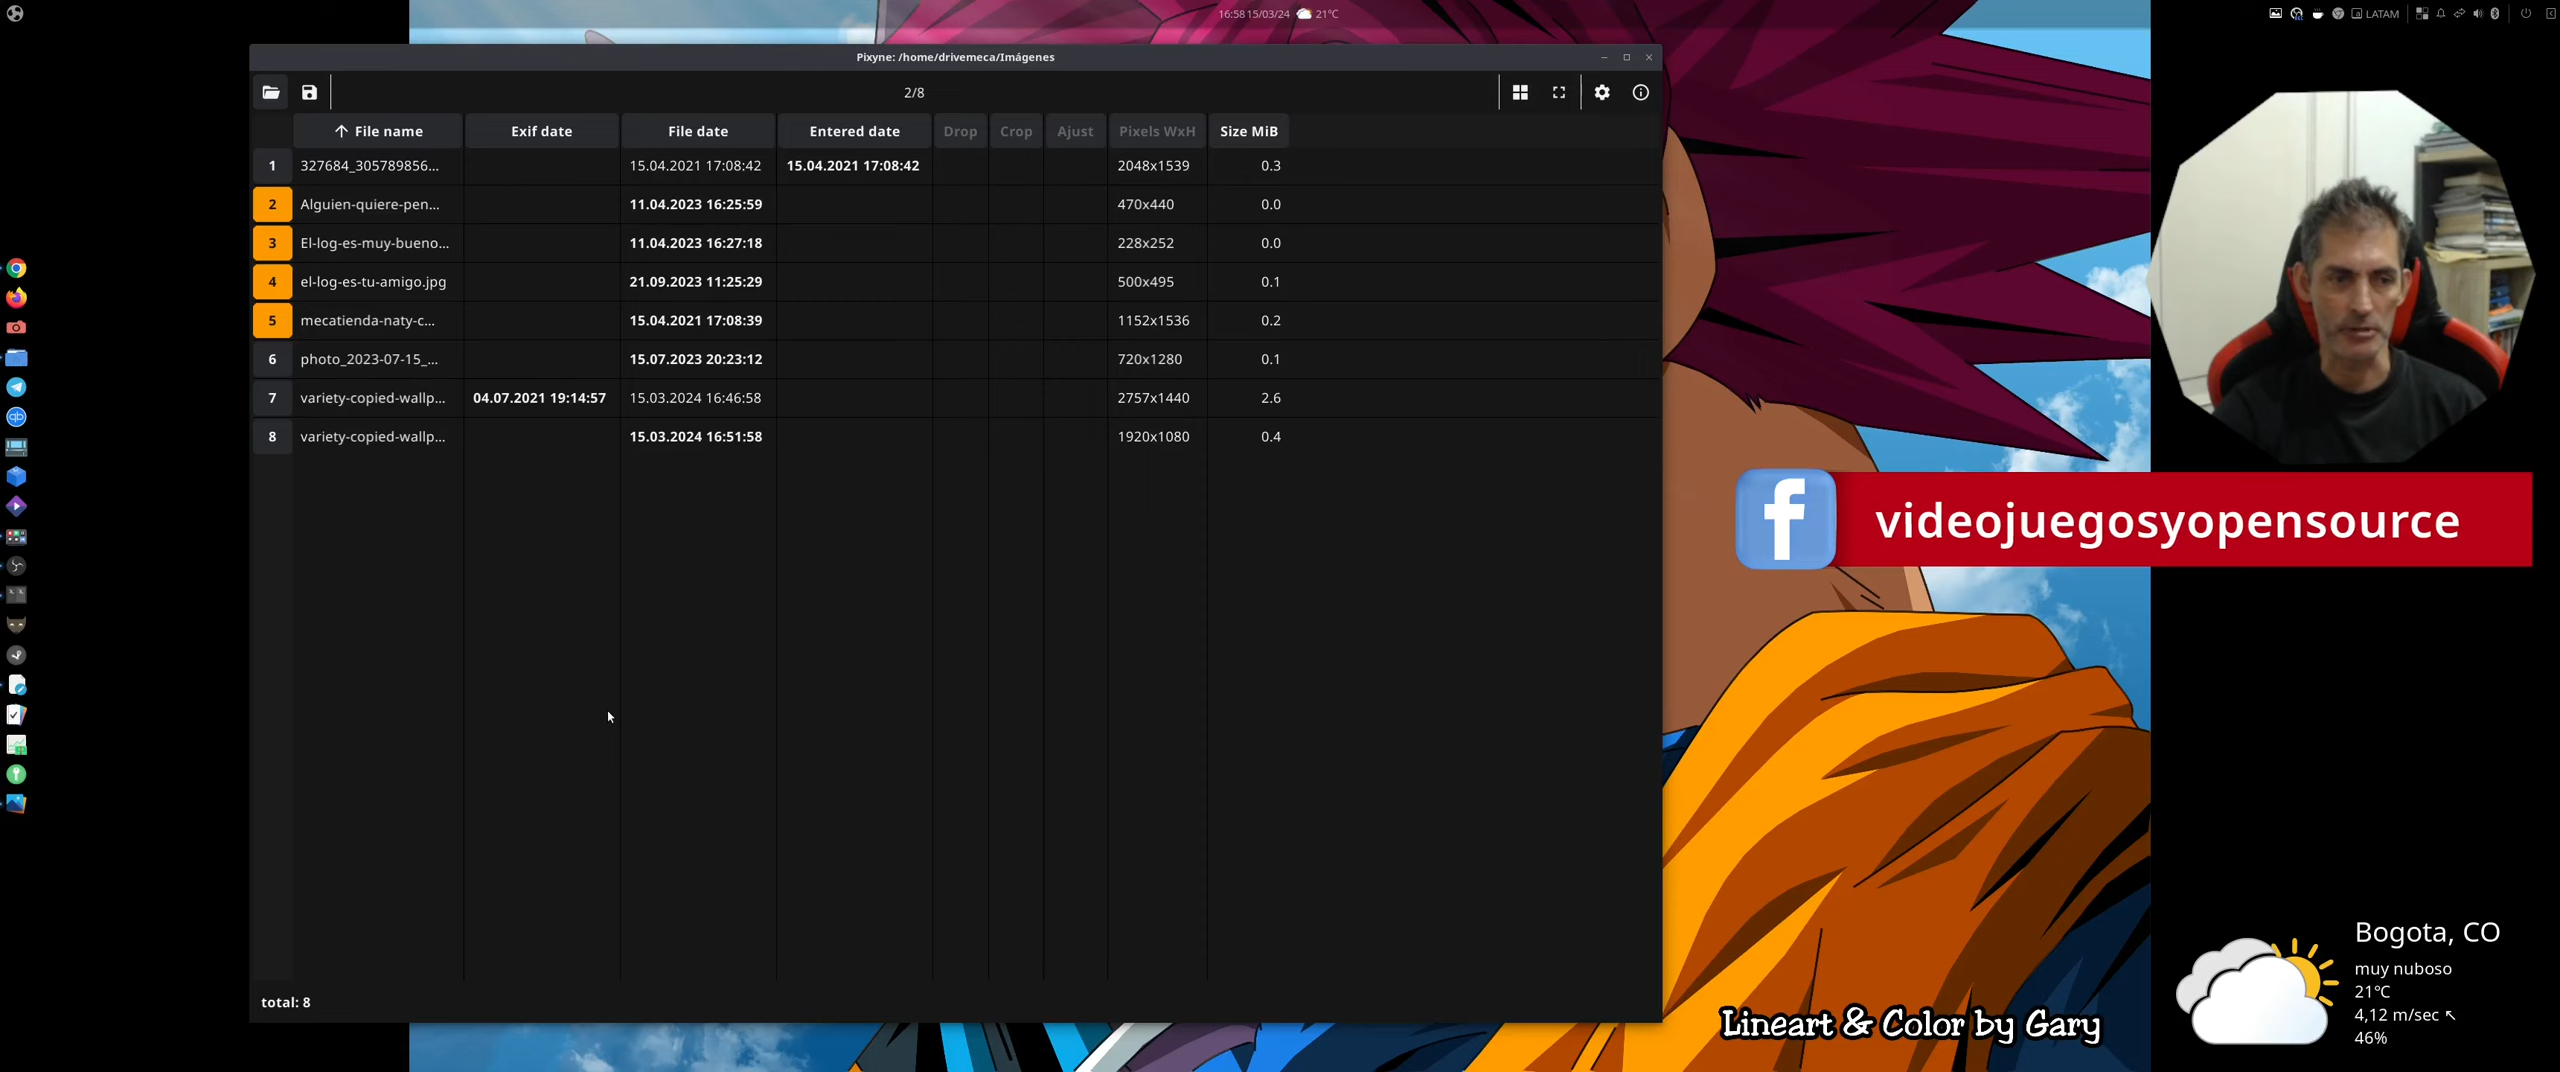 16:58 15/03/24 21°C
LATAM
Pixyne: /home/drivemeca/Imágenes
2/8
File name Exif date File date Entered date Drop Crop Ajust Pixels WxH Size MiB
1 327684_305789856... 15.04.2021 17:08:42 15.04.2021 17:08:42 2048x1539 0.3
2 Alguien-quiere-pen... 11.04.2023 16:25:59 470x440 0.0
3 El-log-es-muy-bueno... 11.04.2023 16:27:18 228x252 0.0
4 el-log-es-tu-amigo.jpg 21.09.2023 11:25:29 500x495 0.1
5 mecatienda-naty-c... 15.04.2021 17:08:39 1152x1536 0.2
6 photo_2023-07-15_... 15.07.2023 20:23:12 720x1280 0.1
7 variety-copied-wallp... 04.07.2021 19:14:57 15.03.2024 16:46:58 2757x1440 2.6
8 variety-copied-wallp... 15.03.2024 16:51:58 1920x1080 0.4
total: 8
videojuegosyopensource
Bogota, CO
muy nuboso
21°C
4,12 m/sec ↖
46%
Lineart & Color by Gary